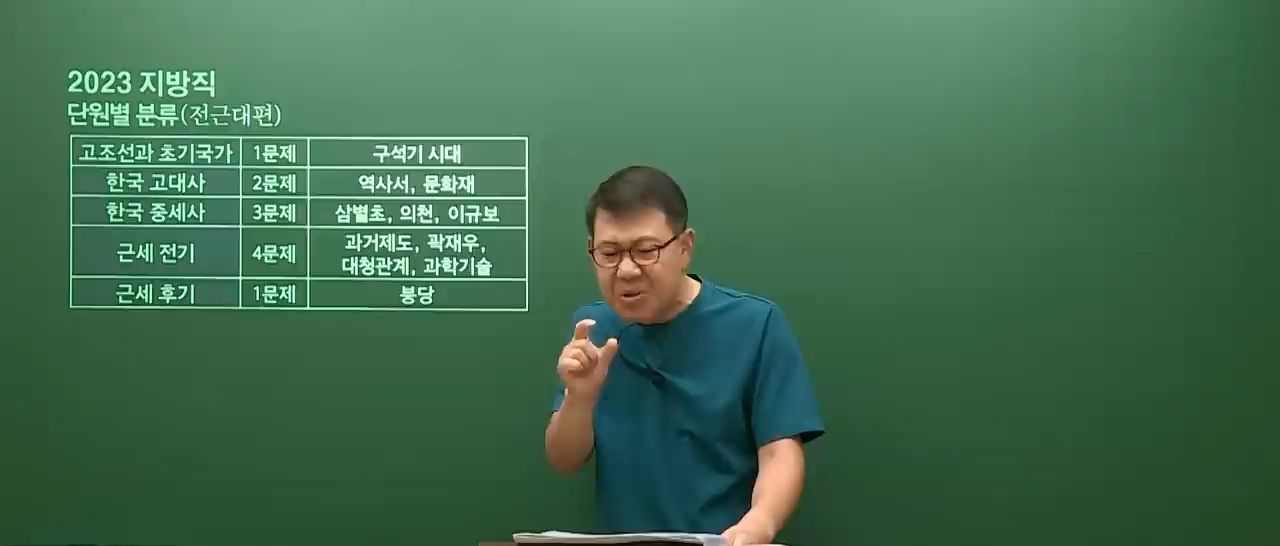 2023 지방직
단원별 분류(전근대편)
고조선과 초기국가 1문제 구석기 시대
한국 고대사 2문제 역사서, 문화재
한국 중세사 3문제 삼별초, 의천, 이규보
근세 전기 4문제 과거제도, 곽재우,
대청관계, 과학기술
근세 후기 1문제 붕당